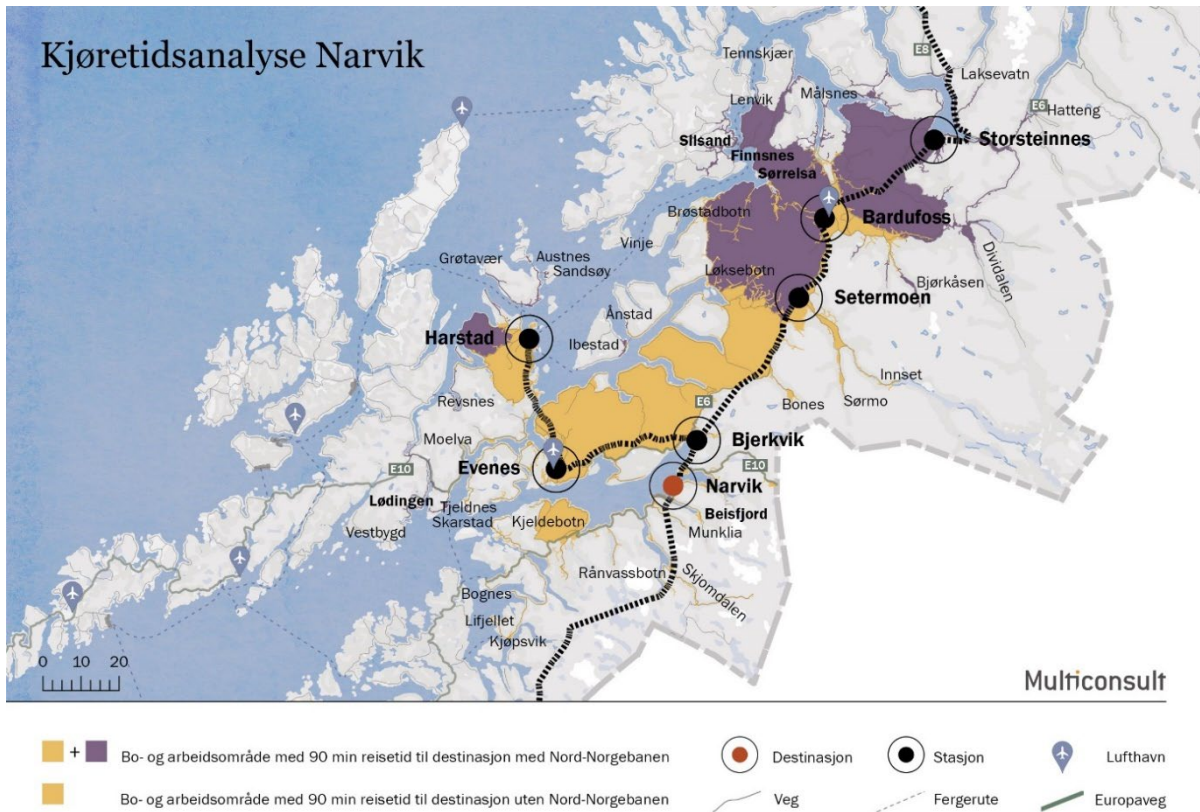 Kjøretidsanalyse Narvik
Tennskjær
E8
Laksevatn
Lenvik
Målsnes
E6
Hatteng
Silsand
Finnsnes
Storsteinnes
Sørreisa
Brøstadbotn
Bardufoss
Vinje
Grøtavær
Austnes
Sandsøy
Dividalen
Løksebotn
Bjørkåsen
Setermoen
Ånstad
Harstad
Ibestad
Innset
Revsnes
E6
Bones
Sørmo
Moelva
Bjerkvik
E10
Evenes
E10
Narvik
Lødingen
Tjeldnes
Skarstad
Kjeldebotn
Beisfjord
Vestbygd
Munklia
Rånvassbotn
Skjomdalen
Bognes
Lifjellet
Kjøpsvik
0 10 20
Multiconsult
+ Bo- og arbeidsområde med 90 min reisetid til destinasjon med Nord-Norgebanen
Destinasjon
Stasjon
Lufthavn
Bo- og arbeidsområde med 90 min reisetid til destinasjon uten Nord-Norgebanen
Veg
Fergerute
Europaveg